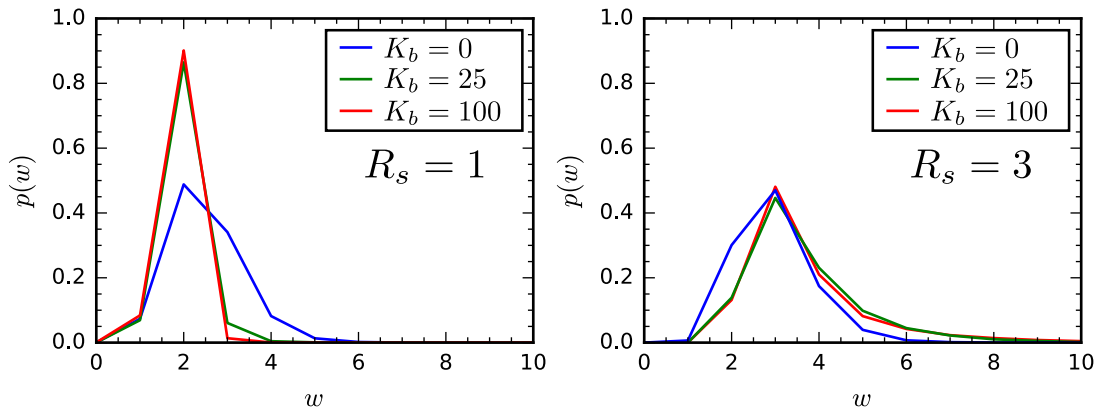 1.0
0.8
0.6
0.4
0.2
0.0
p(w)
0 2 4 6 8 10
w
K_b = 0
K_b = 25
K_b = 100
R_s = 1
1.0
0.8
0.6
0.4
0.2
0.0
p(w)
0 2 4 6 8 10
w
K_b = 0
K_b = 25
K_b = 100
R_s = 3